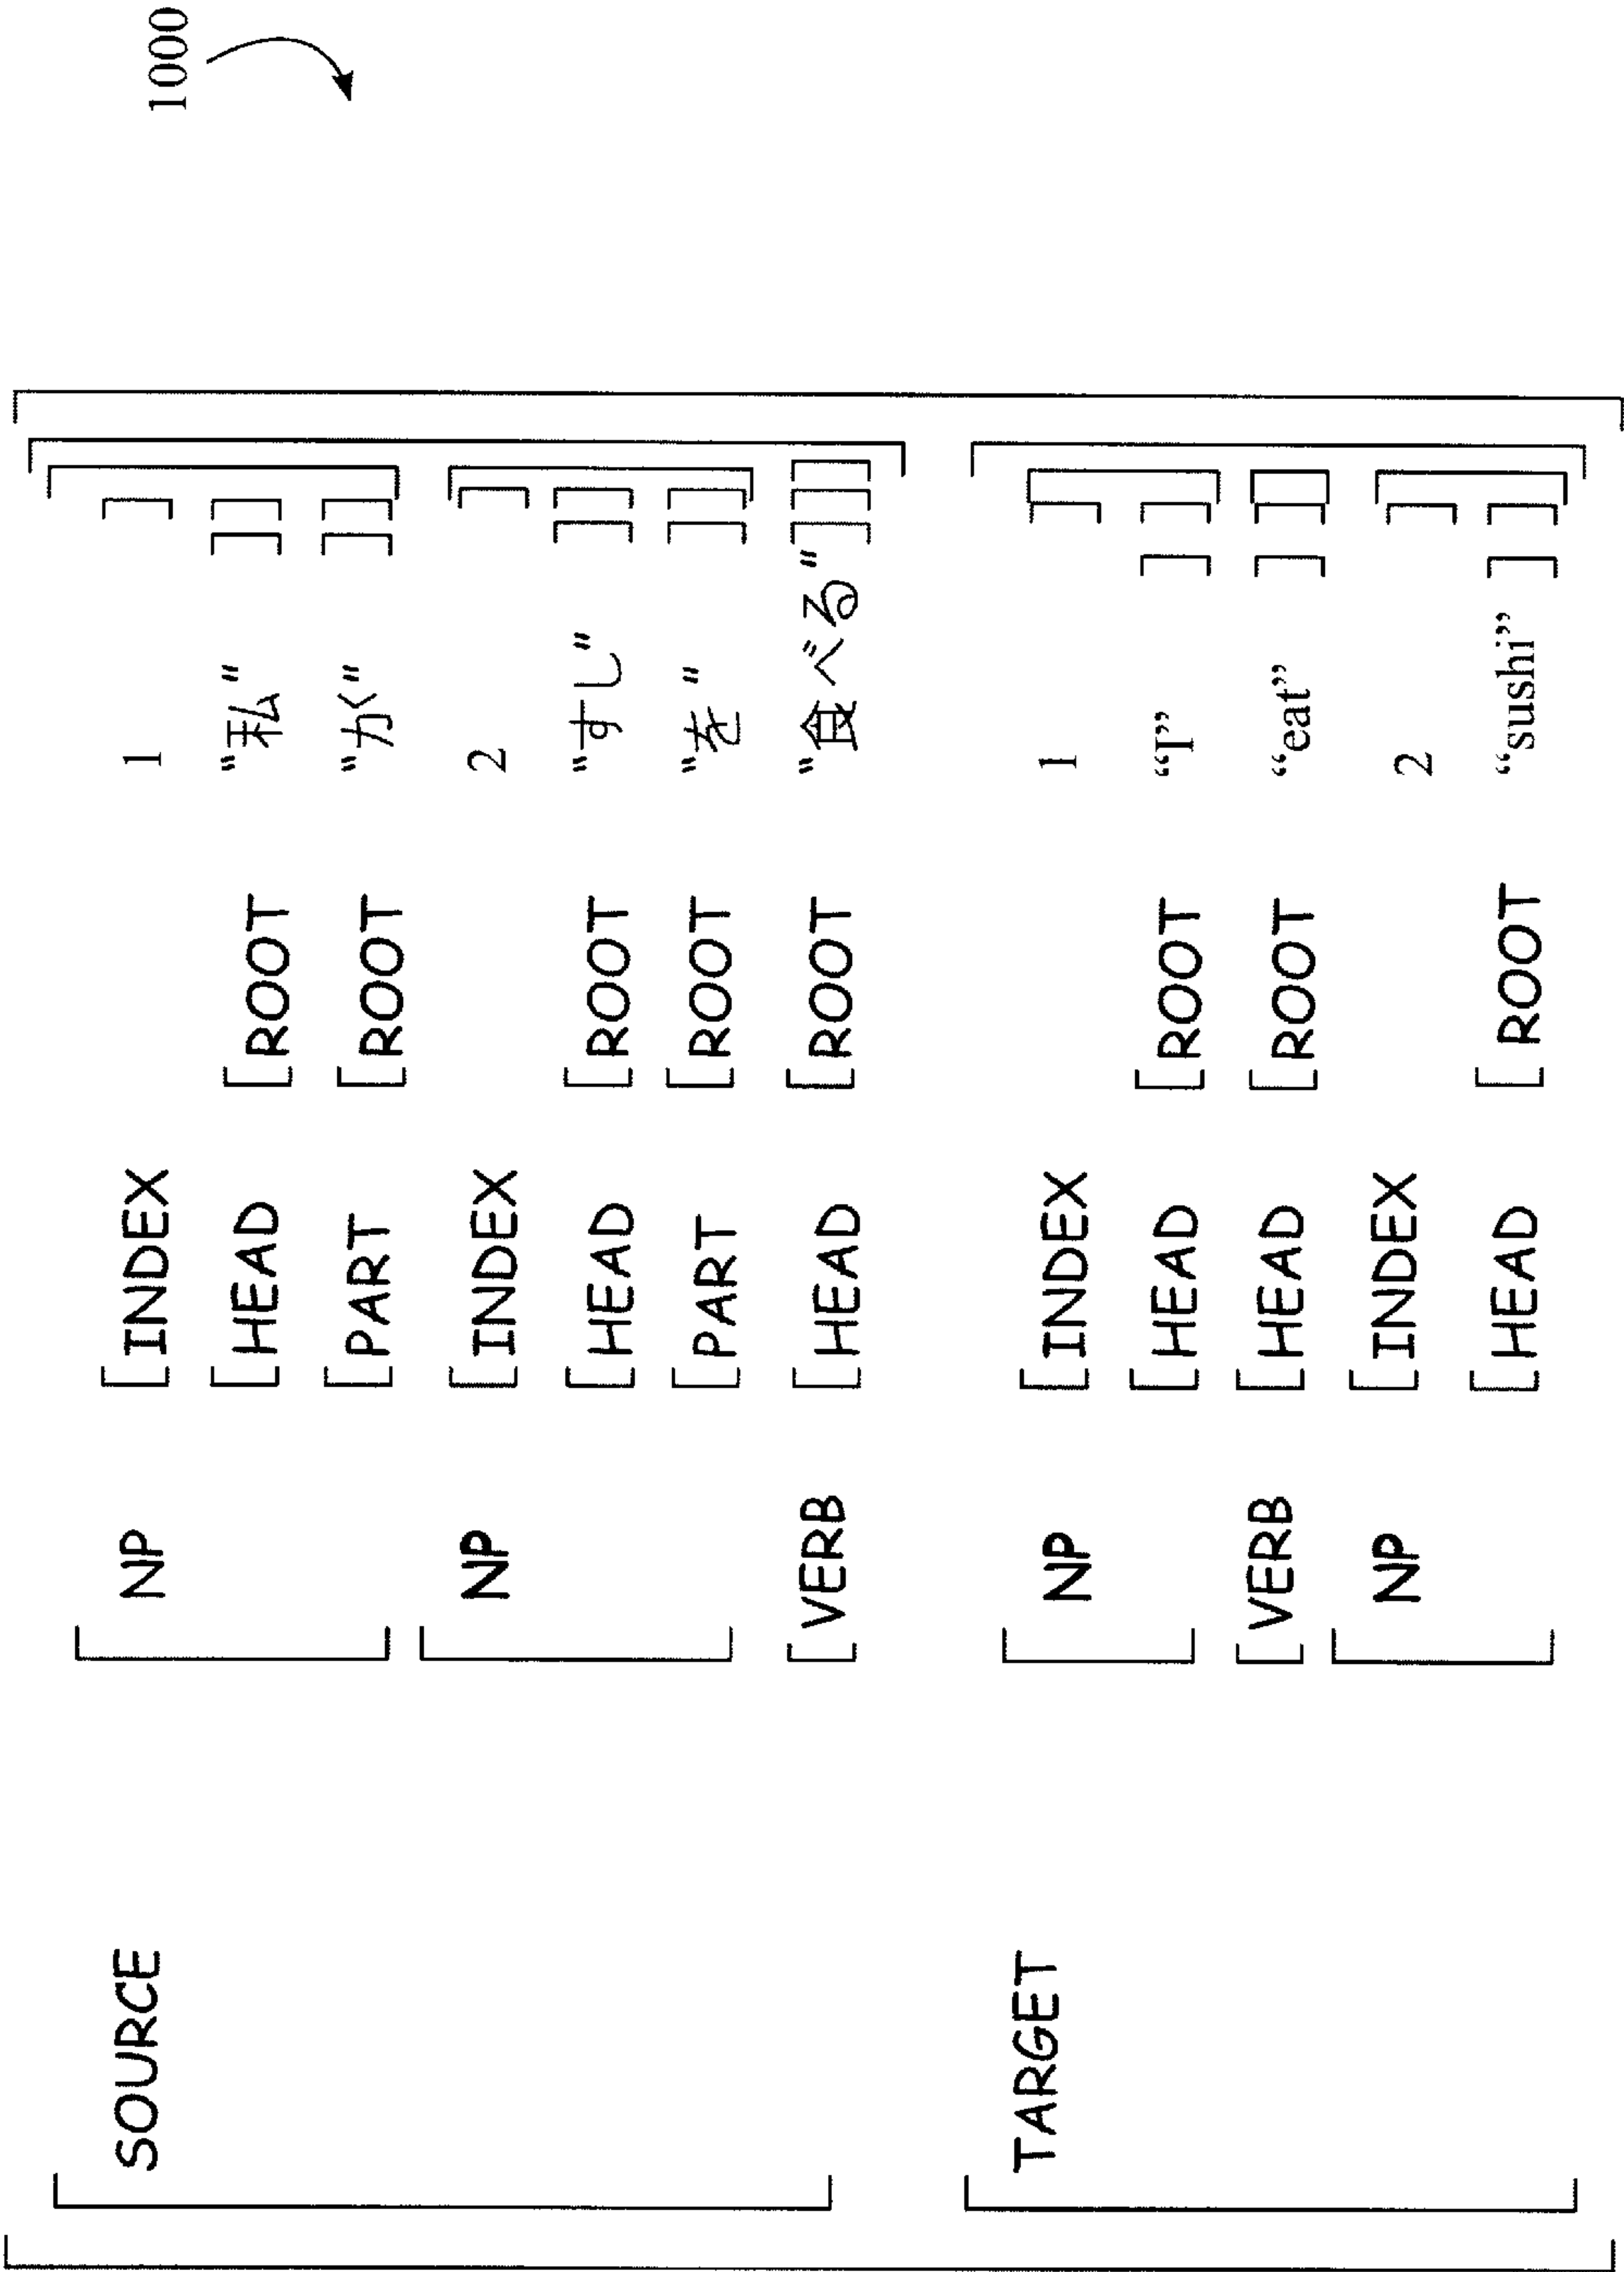 1000
SOURCE NP [INDEX 1 ]
[HEAD [ROOT "私" ]]
[PART [ROOT "が" ]]
NP [INDEX 2 ]
[HEAD [ROOT "すし" ]]
[PART [ROOT "を" ]]
[VERB [HEAD [ROOT "食べる" ]]]
TARGET NP [INDEX 1 ]
[HEAD [ROOT “I” ]]
[VERB [HEAD [ROOT “eat” ]]]
NP [INDEX 2 ]
[HEAD [ROOT “sushi” ]]